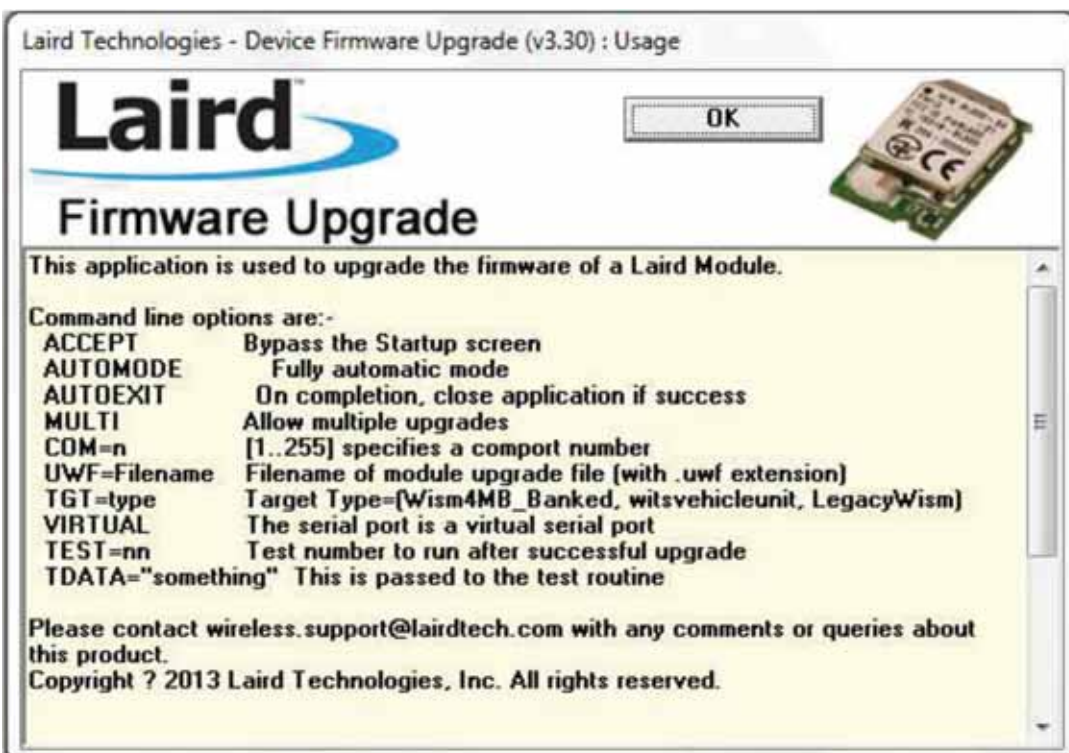 Laird Technologies - Device Firmware Upgrade (v3.30) : Usage
Laird™
OK
Firmware Upgrade
This application is used to upgrade the firmware of a Laird Module.
Command line options are:-
ACCEPT Bypass the Startup screen
AUTOMODE Fully automatic mode
AUTOEXIT On completion, close application if success
MULTI Allow multiple upgrades
COM=n [1..255] specifies a comport number
UWF=Filename Filename of module upgrade file (with .uwf extension)
TGT=type Target Type=(Wism4MB_Banked, witsvehicleunit, LegacyWism)
VIRTUAL The serial port is a virtual serial port
TEST=nn Test number to run after successful upgrade
TDATA="something" This is passed to the test routine
Please contact wireless.support@lairdtech.com with any comments or queries about
this product.
Copyright ? 2013 Laird Technologies, Inc. All rights reserved.